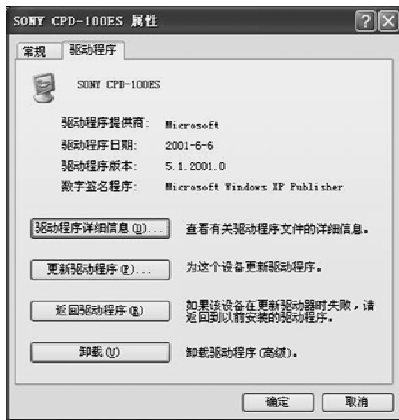 SONY CPD-100ES 属性
常规 驱动程序
SONY CPD-100ES
驱动程序提供商: Microsoft
驱动程序日期: 2001-6-6
驱动程序版本: 5.1.2001.0
数字签名程序: Microsoft Windows XP Publisher
驱动程序详细信息(D)... 查看有关驱动程序文件的详细信息。
更新驱动程序(P)... 为这个设备更新驱动程序。
返回驱动程序(R) 如果该设备在更新驱动器时失败，请
返回到以前安装的驱动程序。
卸载(U) 卸载驱动程序(高级)。
确定 取消